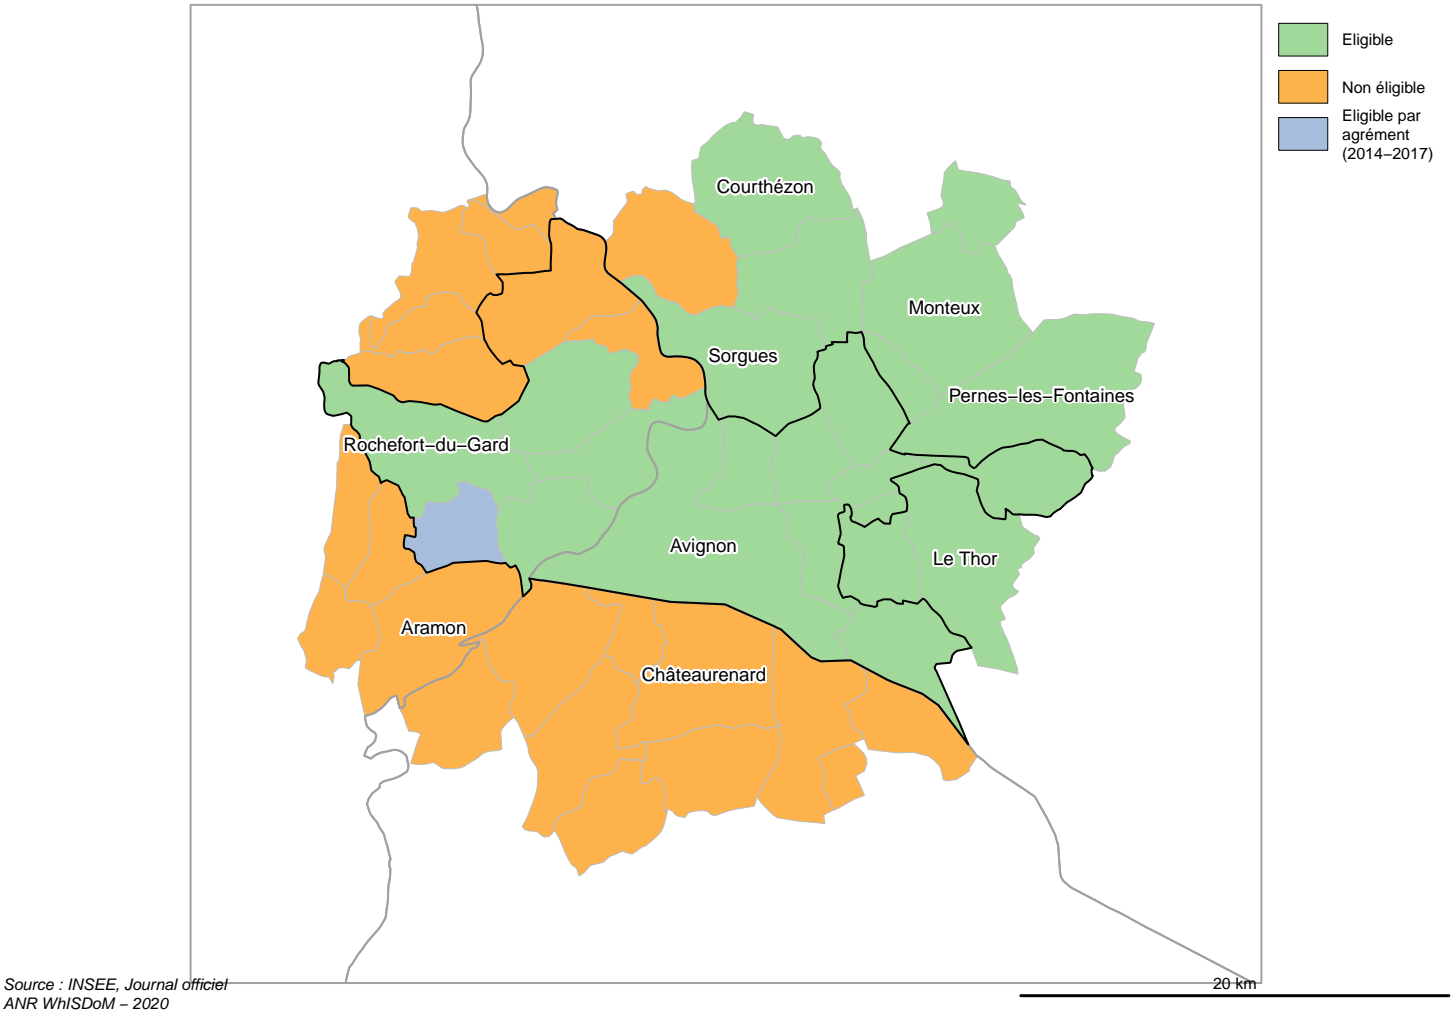 Eligible
Non éligible
Eligible par
agrément
(2014–2017)
Courthézon
Monteux
Sorgues
Pernes–les–Fontaines
Rochefort–du–Gard
Avignon
Le Thor
Aramon
Châteaurenard
Source : INSEE, Journal officiel
ANR WhISDoM – 2020
20 km